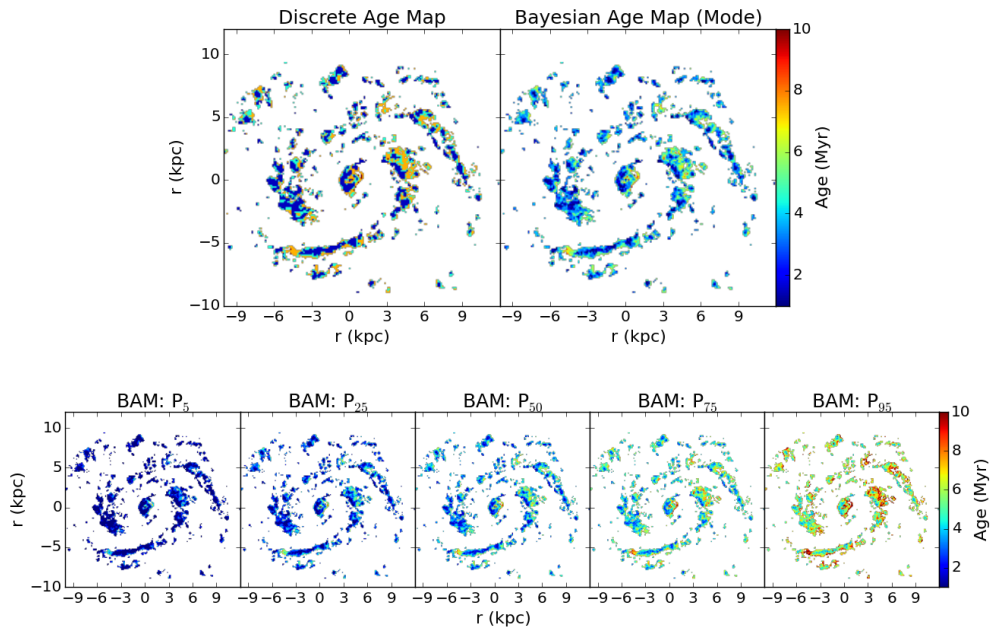 Discrete Age Map
Bayesian Age Map (Mode)
10
5
0
−5
−10
r (kpc)
−9 −6 −3 0 3 6 9
−9 −6 −3 0 3 6 9
r (kpc)
r (kpc)
10
8
6
4
2
Age (Myr)
BAM: P₅
BAM: P₂₅
BAM: P₅₀
BAM: P₇₅
BAM: P₉₅
10
5
0
−5
−10
r (kpc)
−9 −6 −3 0 3 6 9
−9 −6 −3 0 3 6 9
−9 −6 −3 0 3 6 9
−9 −6 −3 0 3 6 9
−9 −6 −3 0 3 6 9
r (kpc)
10
8
6
4
2
Age (Myr)